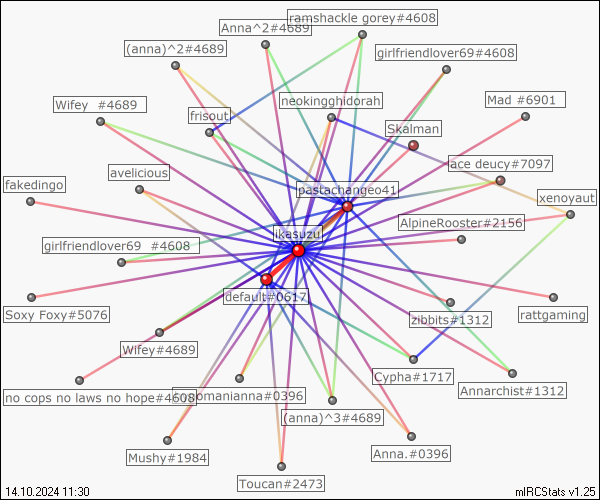 ramshackle gorey#4608
Anna^2#4689
(anna)^2#4689
girlfriendlover69#4608
neokingghidorah
Mad #6901
Wifey #4689
frisout
Skalman
ace deucy#7097
avelicious
fakedingo
pastachangeo41
xenoyaut
AlpineRooster#2156
ikasuzu
girlfriendlover69 #4608
default#0617
Soxy Foxy#5076
zibbits#1312
rattgaming
Wifey#4689
Cypha#1717
Annarchist#1312
no cops no laws no hope#4608
omanianna#0396
(anna)^3#4689
Mushy#1984
Anna.#0396
Toucan#2473
14.10.2024 11:30
mIRCStats v1.25